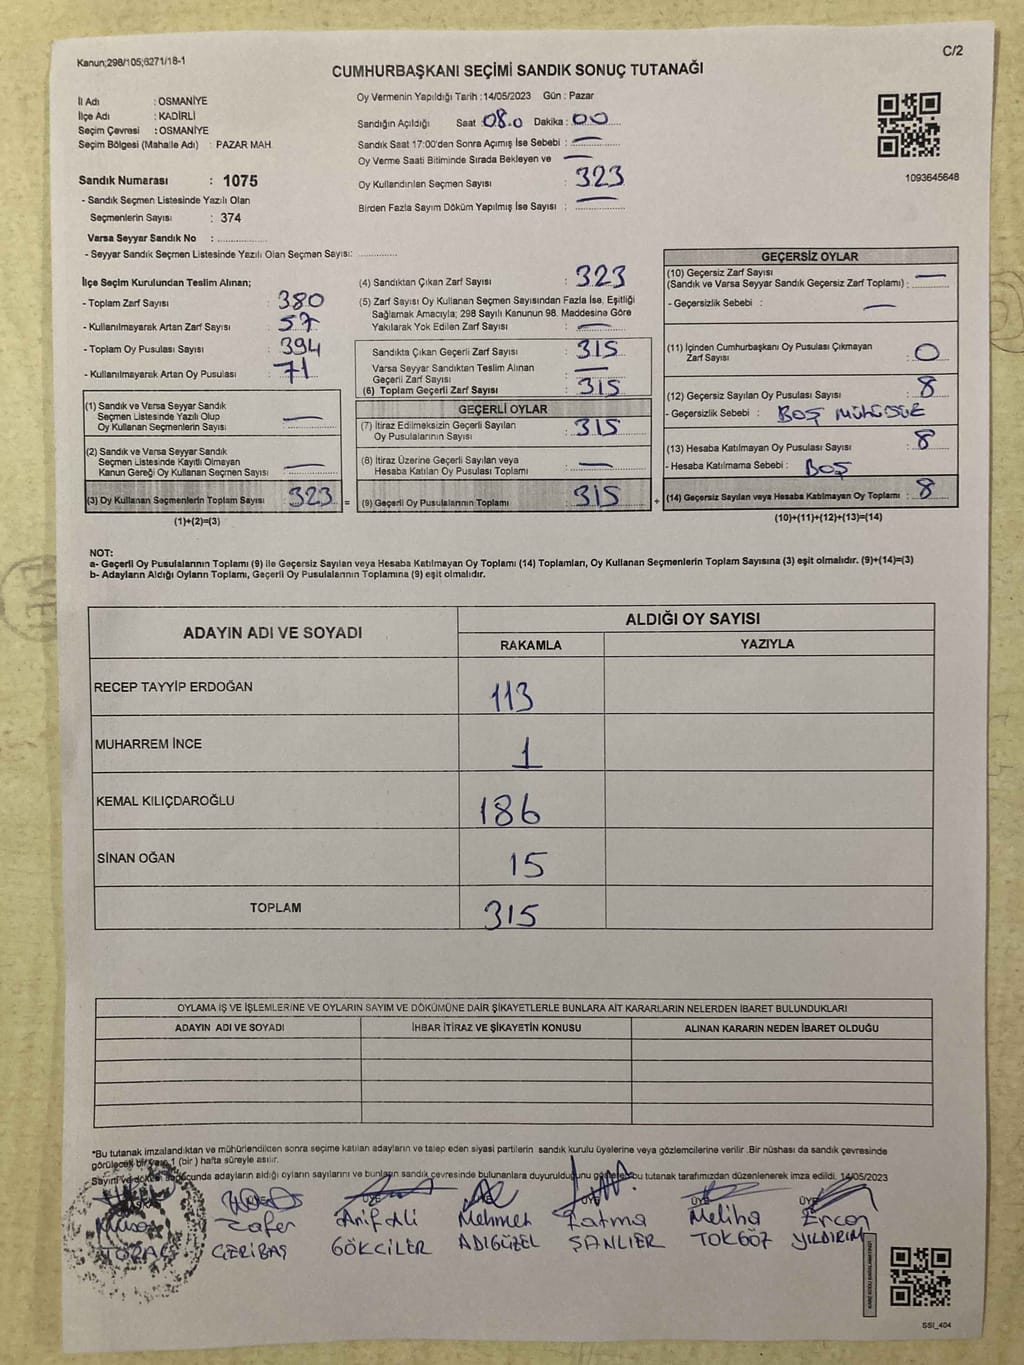 Kanun;298/105;6271/18-1
C/2
CUMHURBAŞKANI SEÇİMİ SANDIK SONUÇ TUTANAĞI
İl Adı : OSMANİYE
İlçe Adı : KADİRLİ
Seçim Çevresi : OSMANİYE
Seçim Bölgesi (Mahalle Adı) : PAZAR MAH.
Sandık Numarası : 1075
- Sandık Seçmen Listesinde Yazılı Olan
Seçmenlerin Sayısı : 374
Varsa Seyyar Sandık No :
- Seyyar Sandık Seçmen Listesinde Yazılı Olan Seçmen Sayısı:
Oy Vermenin Yapıldığı Tarih :14/05/2023 Gün : Pazar
Sandığın Açıldığı Saat 08.0 Dakika : 00
Sandık Saat 17:00'den Sonra Açımış İse Sebebi : —
Oy Verme Saati Bitiminde Sırada Bekleyen ve —
Oy Kullandırılan Seçmen Sayısı : 323
Birden Fazla Sayım Döküm Yapılmış İse Sayısı : —
1093645648
İlçe Seçim Kurulundan Teslim Alınan;
- Toplam Zarf Sayısı : 380
- Kullanılmayarak Artan Zarf Sayısı : 57
- Toplam Oy Pusulası Sayısı : 394
- Kullanılmayarak Artan Oy Pusulası : 71
(1) Sandık ve Varsa Seyyar Sandık
Seçmen Listesinde Yazılı Olup
Oy Kullanan Seçmenlerin Sayısı : —
(2) Sandık ve Varsa Seyyar Sandık
Seçmen Listesinde Kayıtlı Olmayan
Kanun Gereği Oy Kullanan Seçmen Sayısı : —
(3) Oy Kullanan Seçmenlerin Toplam Sayısı : 323 =
(1)+(2)=(3)
(4) Sandıktan Çıkan Zarf Sayısı : 323
(5) Zarf Sayısı Oy Kullanan Seçmen Sayısından Fazla İse, Eşitliği
Sağlamak Amacıyla; 298 Sayılı Kanunun 98. Maddesine Göre
Yakılarak Yok Edilen Zarf Sayısı : —
Sandıkta Çıkan Geçerli Zarf Sayısı : 315
Varsa Seyyar Sandıktan Teslim Alınan
Geçerli Zarf Sayısı : —
(6) Toplam Geçerli Zarf Sayısı : 315
GEÇERLİ OYLAR
(7) İtiraz Edilmeksizin Geçerli Sayılan
Oy Pusulalarının Sayısı : 315
(8) İtiraz Üzerine Geçerli Sayılan veya
Hesaba Katılan Oy Pusulası Toplamı : —
(9) Geçerli Oy Pusulalarının Toplamı : 315 +
GEÇERSİZ OYLAR
(10) Geçersiz Zarf Sayısı —
(Sandık ve Varsa Seyyar Sandık Geçersiz Zarf Toplamı) :
- Geçersizlik Sebebi : —
(11) İçinden Cumhurbaşkanı Oy Pusulası Çıkmayan
Zarf Sayısı : 0
(12) Geçersiz Sayılan Oy Pusulası Sayısı : 8
- Geçersizlik Sebebi : BOŞ
(13) Hesaba Katılmayan Oy Pusulası Sayısı : 8
- Hesaba Katılmama Sebebi : BOŞ
(14) Geçersiz Sayılan veya Hesaba Katılmayan Oy Toplamı : 8
(10)+(11)+(12)+(13)=(14)
NOT:
a- Geçerli Oy Pusulalarının Toplamı (9) ile Geçersiz Sayılan veya Hesaba Katılmayan Oy Toplamı (14) Toplamları, Oy Kullanan Seçmenlerin Toplam Sayısına (3) eşit olmalıdır. (9)+(14)=(3)
b- Adayların Aldığı Oyların Toplamı, Geçerli Oy Pusulalarının Toplamına (9) eşit olmalıdır.
ADAYIN ADI VE SOYADI
ALDIĞI OY SAYISI
RAKAMLA YAZIYLA
RECEP TAYYİP ERDOĞAN 113
MUHARREM İNCE 1
KEMAL KILIÇDAROĞLU 186
SİNAN OĞAN 15
TOPLAM 315
OYLAMA İŞ VE İŞLEMLERİNE VE OYLARIN SAYIM VE DÖKÜMÜNE DAİR ŞİKAYETLERLE BUNLARA AİT KARARLARIN NELERDEN İBARET BULUNDUKLARI
ADAYIN ADI VE SOYADI İHBAR İTİRAZ VE ŞİKAYETİN KONUSU ALINAN KARARIN NEDEN İBARET OLDUĞU
*Bu tutanak imzalandıktan ve mühürlendikten sonra seçime katılan adayların ve talep eden siyasi partilerin sandık kurulu üyelerine veya gözlemcilerine verilir .Bir nüshası da sandık çevresinde
görülecek bir yere 1 (bir ) hafta süreyle asılır.
Sayım ve döküm sonucunda adayların aldığı oyların sayılarını ve bunların sandık çevresinde bulunanlara duyurulduğunu gösterir bu tutanak tarafımızdan düzenlenerek imza edildi. 14/05/2023
ÜYE ÜYE ÜYE
Zafer Arif Ali Mehmet Fatma Meliha Ercan
CERİBAŞ GÖKCİLER ADIGÜZEL ŞANLIER TOKGÖZ YILDIRIM
SSI_404